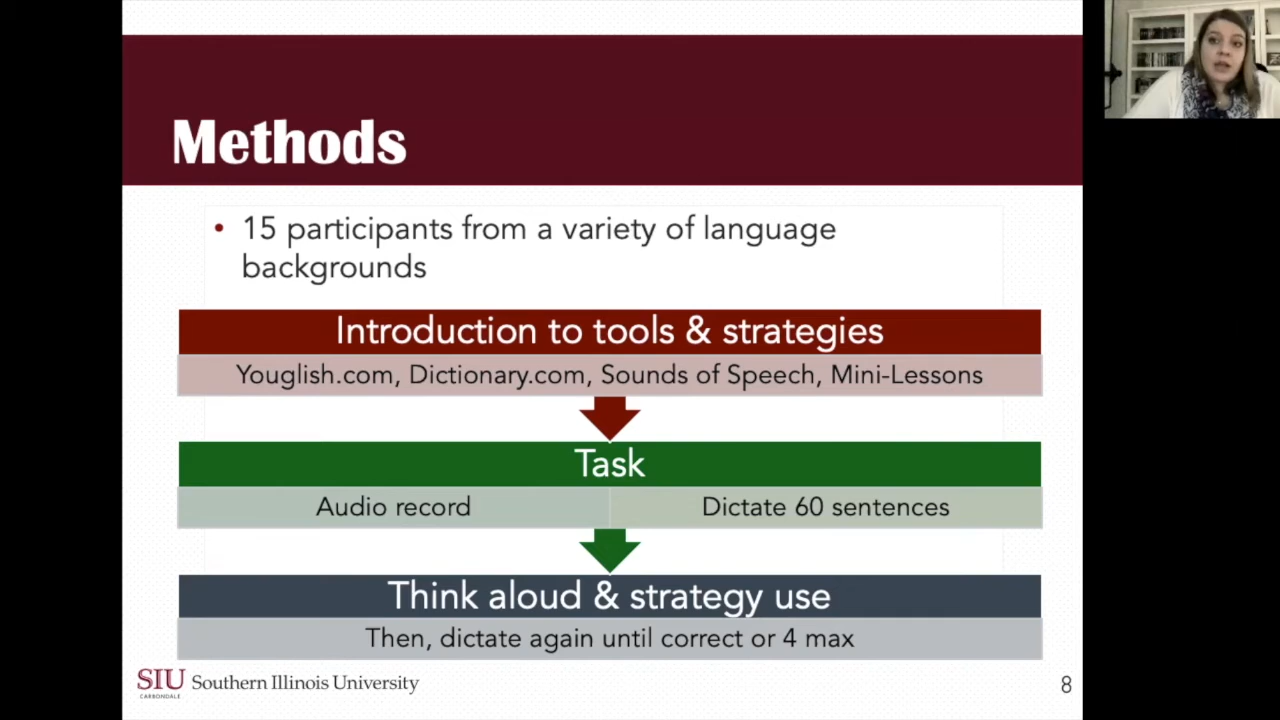 Methods
• 15 participants from a variety of language
backgrounds
Introduction to tools & strategies
Youglish.com, Dictionary.com, Sounds of Speech, Mini-Lessons
Task
Audio record
Dictate 60 sentences
Think aloud & strategy use
Then, dictate again until correct or 4 max
SIU Southern Illinois University
CARBONDALE
8